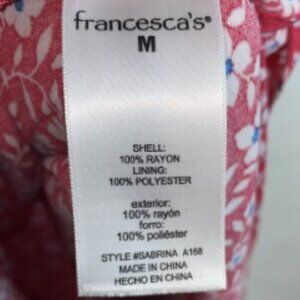 francesca's®
M
SHELL:
100% RAYON
LINING:
100% POLYESTER
exterior:
100% rayón
forro:
100% poliéster
STYLE #SABRINA A168
MADE IN CHINA
HECHO EN CHINA